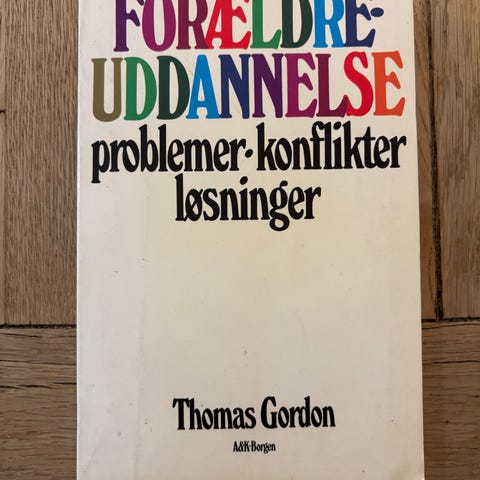 FORÆLDRE-
UDDANNELSE
problemer·konflikter
løsninger
Thomas Gordon
A&K·Borgen